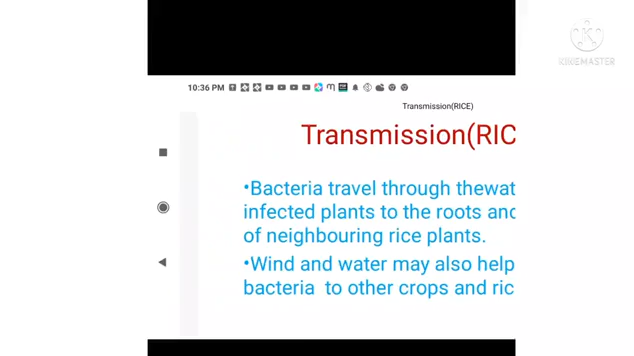 KINEMASTER
10:36 PM
Transmission(RICE)
Transmission(RIC
•Bacteria travel through thewat
infected plants to the roots and
of neighbouring rice plants.
•Wind and water may also help
bacteria to other crops and ric